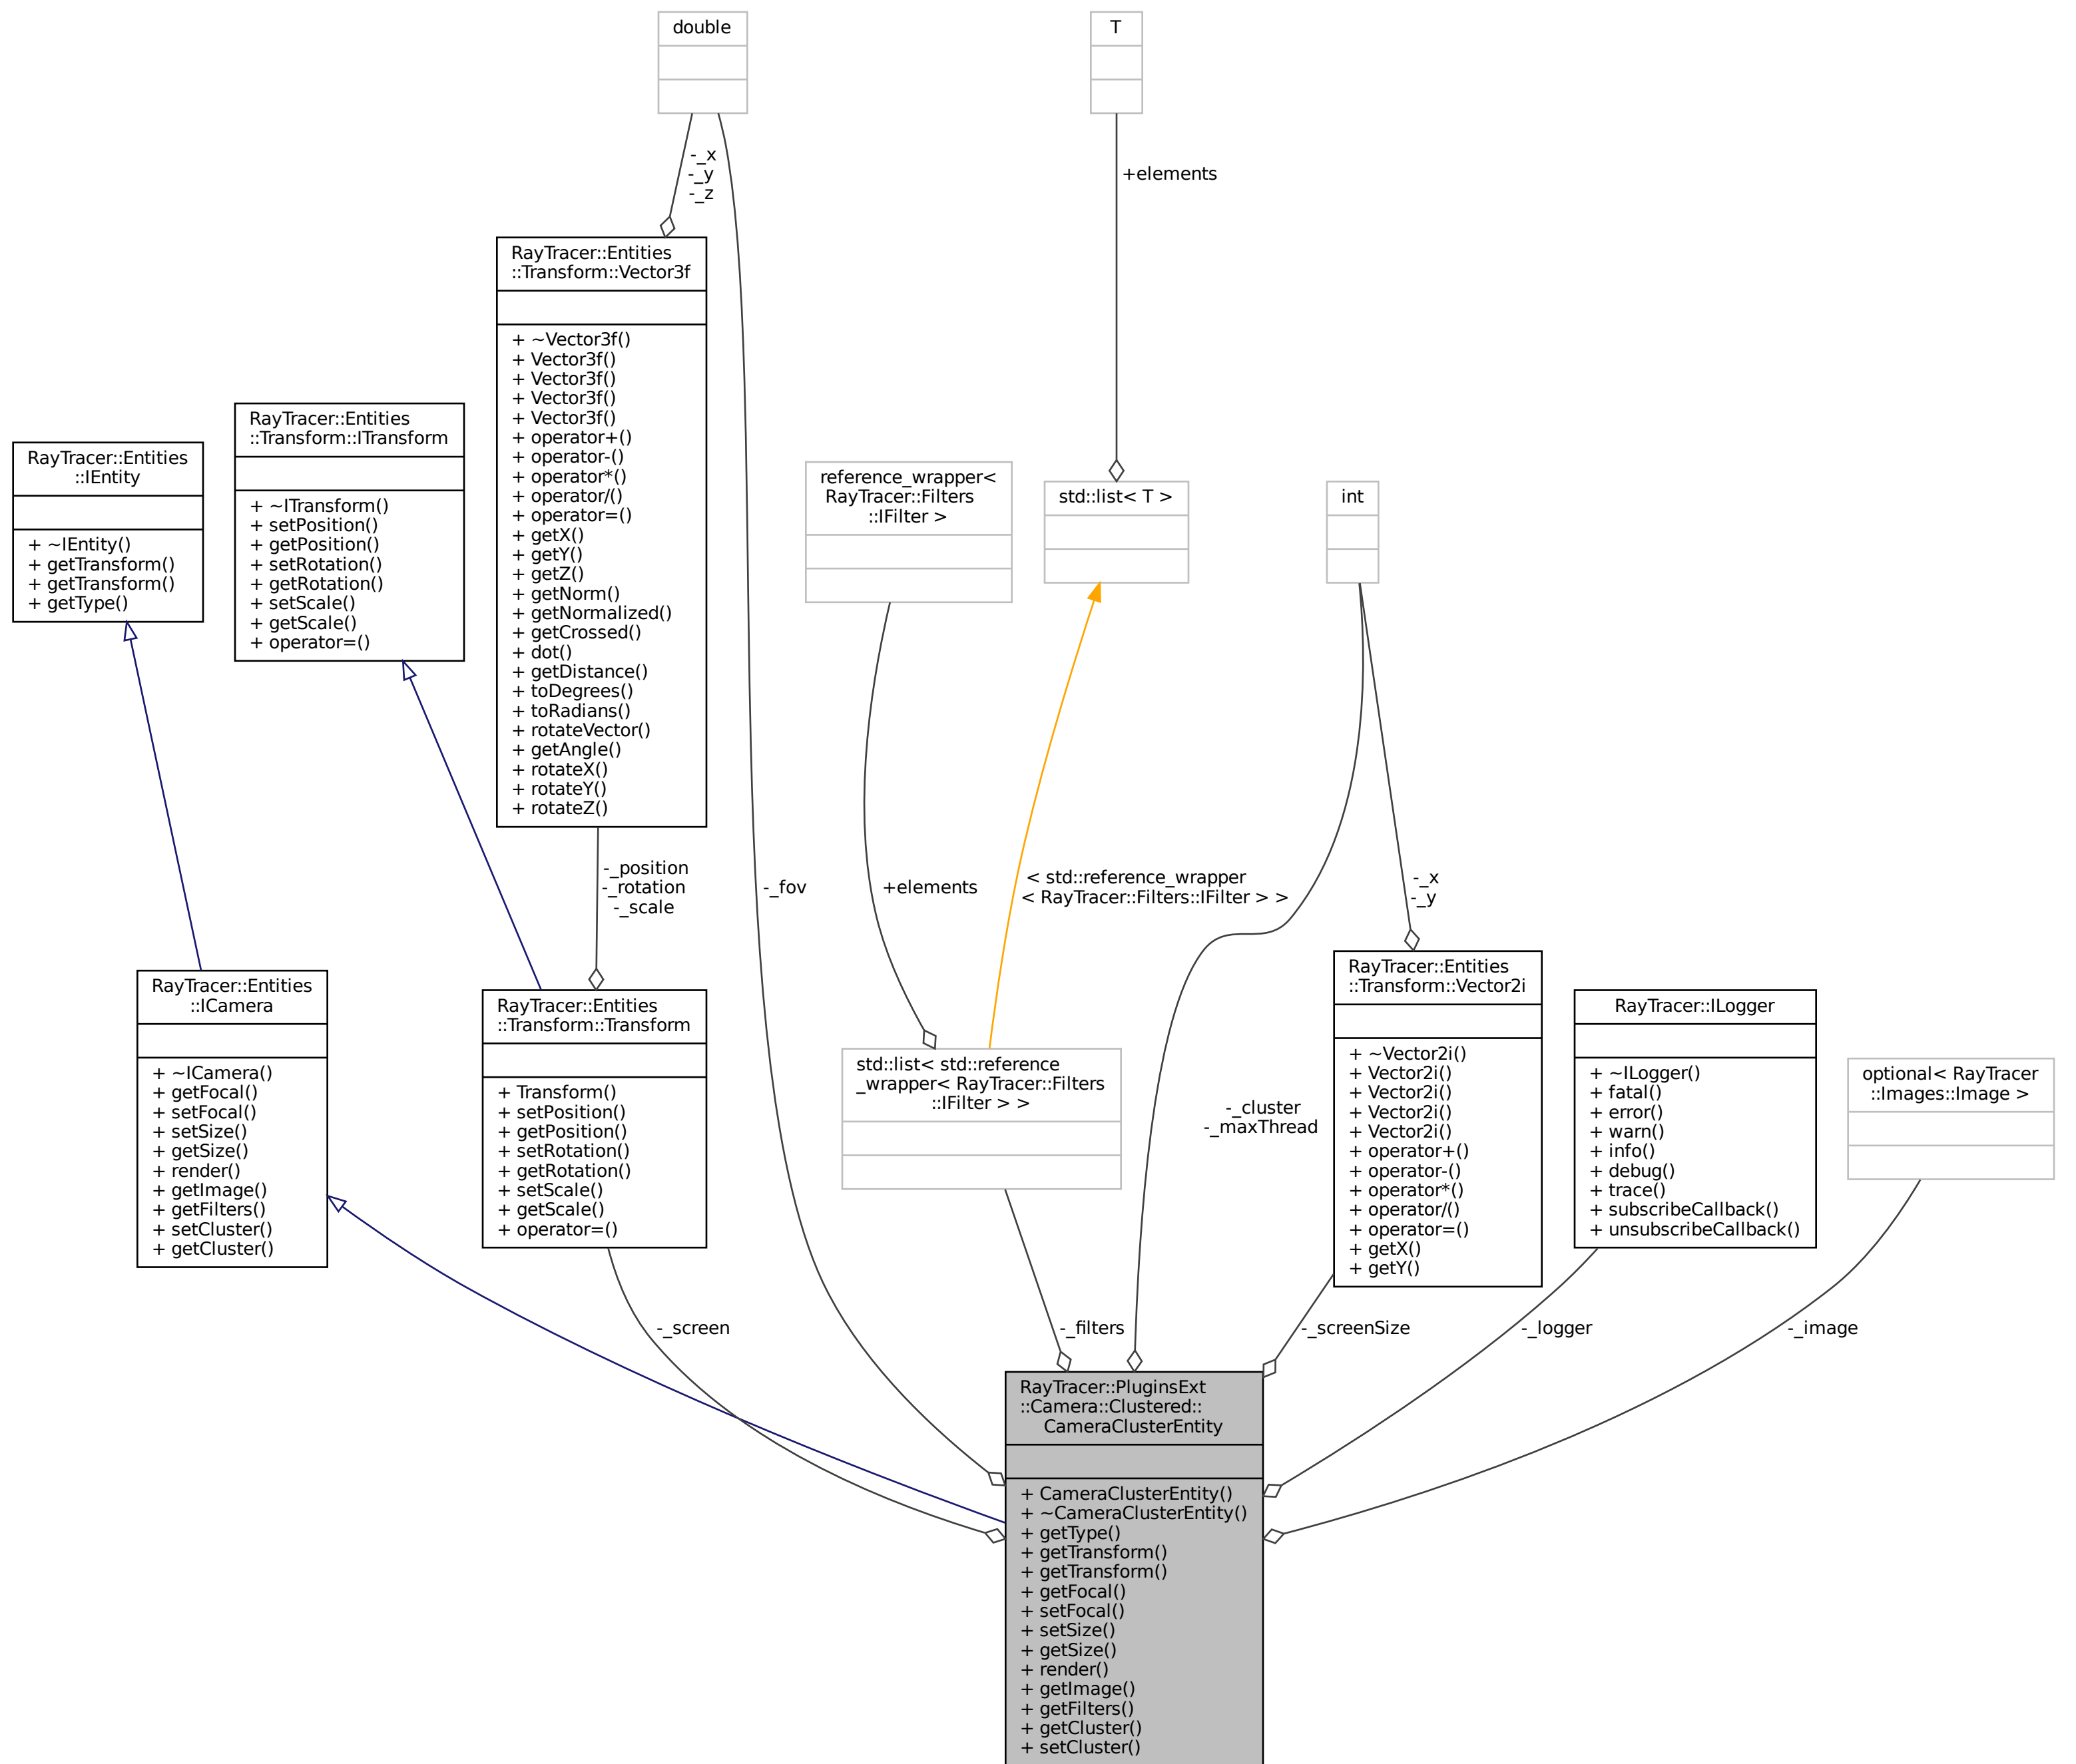 double
T
-_x
-_y
-_z
+elements
RayTracer::Entities
::Transform::Vector3f
+ ~Vector3f()
+ Vector3f()
+ Vector3f()
+ Vector3f()
+ Vector3f()
+ operator+()
+ operator-()
+ operator*()
+ operator/()
+ operator=()
+ getX()
+ getY()
+ getZ()
+ getNorm()
+ getNormalized()
+ getCrossed()
+ dot()
+ getDistance()
+ toDegrees()
+ toRadians()
+ rotateVector()
+ getAngle()
+ rotateX()
+ rotateY()
+ rotateZ()
RayTracer::Entities
::Transform::ITransform
+ ~ITransform()
+ setPosition()
+ getPosition()
+ setRotation()
+ getRotation()
+ setScale()
+ getScale()
+ operator=()
RayTracer::Entities
::IEntity
+ ~IEntity()
+ getTransform()
+ getTransform()
+ getType()
reference_wrapper<
RayTracer::Filters
::IFilter >
std::list< T >
int
-_position
-_rotation
-_scale
-_fov
+elements
< std::reference_wrapper
< RayTracer::Filters::IFilter > >
-_x
-_y
RayTracer::Entities
::ICamera
+ ~ICamera()
+ getFocal()
+ setFocal()
+ setSize()
+ getSize()
+ render()
+ getImage()
+ getFilters()
+ setCluster()
+ getCluster()
RayTracer::Entities
::Transform::Transform
+ Transform()
+ setPosition()
+ getPosition()
+ setRotation()
+ getRotation()
+ setScale()
+ getScale()
+ operator=()
std::list< std::reference
_wrapper< RayTracer::Filters
::IFilter > >
-_cluster
-_maxThread
RayTracer::Entities
::Transform::Vector2i
+ ~Vector2i()
+ Vector2i()
+ Vector2i()
+ Vector2i()
+ Vector2i()
+ operator+()
+ operator-()
+ operator*()
+ operator/()
+ operator=()
+ getX()
+ getY()
RayTracer::ILogger
+ ~ILogger()
+ fatal()
+ error()
+ warn()
+ info()
+ debug()
+ trace()
+ subscribeCallback()
+ unsubscribeCallback()
optional< RayTracer
::Images::Image >
-_screen
-_filters
-_screenSize
-_logger
-_image
RayTracer::PluginsExt
::Camera::Clustered::
CameraClusterEntity
+ CameraClusterEntity()
+ ~CameraClusterEntity()
+ getType()
+ getTransform()
+ getTransform()
+ getFocal()
+ setFocal()
+ setSize()
+ getSize()
+ render()
+ getImage()
+ getFilters()
+ getCluster()
+ setCluster()